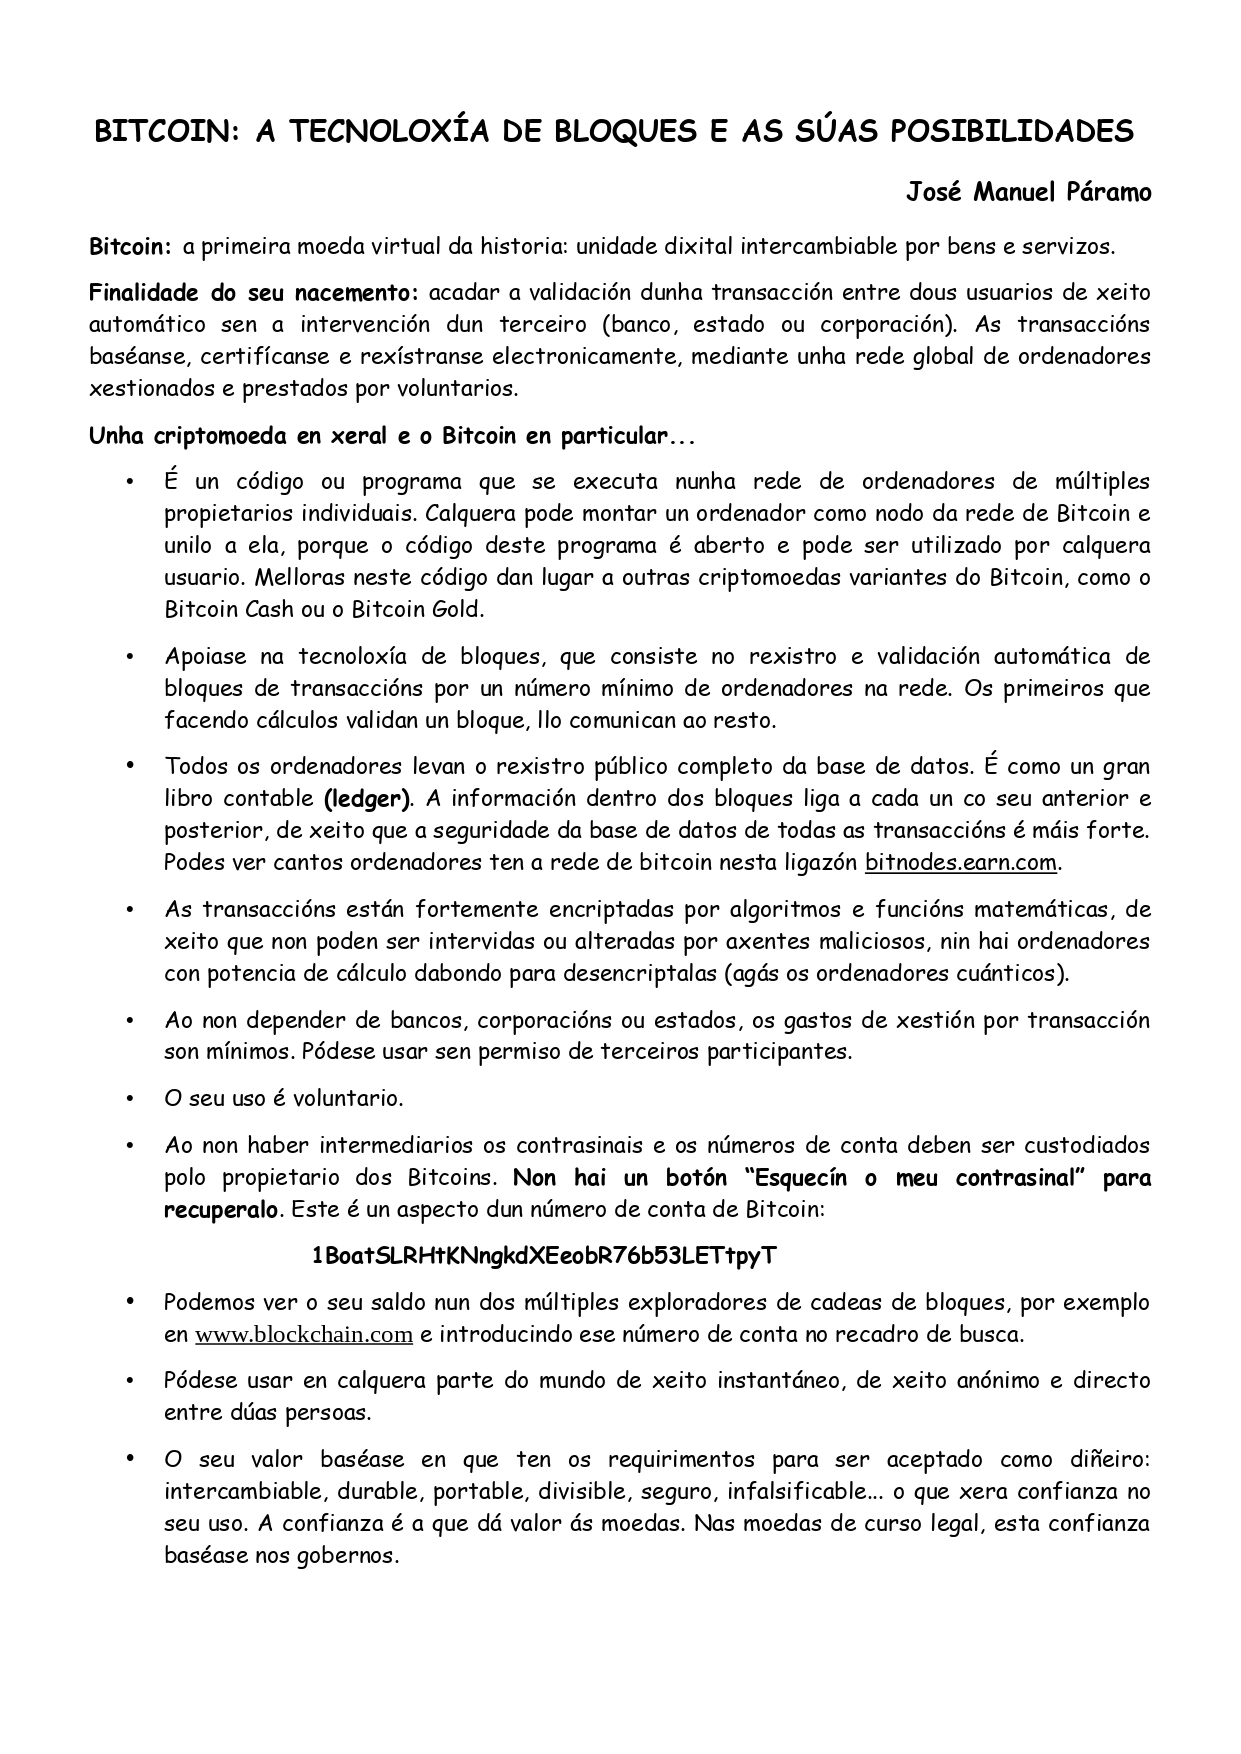 BITCOIN: A TECNOLOXÍA DE BLOQUES E AS SÚAS POSIBILIDADES
José Manuel Páramo
Bitcoin: a primeira moeda virtual da historia: unidade dixital intercambiable por bens e servizos.
Finalidade do seu nacemento: acadar a validación dunha transacción entre dous usuarios de xeito
automático sen a intervención dun terceiro (banco, estado ou corporación). As transaccións
baséanse, certifícanse e rexístranse electronicamente, mediante unha rede global de ordenadores
xestionados e prestados por voluntarios.
Unha criptomoeda en xeral e o Bitcoin en particular...
• É un código ou programa que se executa nunha rede de ordenadores de múltiples
propietarios individuais. Calquera pode montar un ordenador como nodo da rede de Bitcoin e
unilo a ela, porque o código deste programa é aberto e pode ser utilizado por calquera
usuario. Melloras neste código dan lugar a outras criptomoedas variantes do Bitcoin, como o
Bitcoin Cash ou o Bitcoin Gold.
• Apoiase na tecnoloxía de bloques, que consiste no rexistro e validación automática de
bloques de transaccións por un número mínimo de ordenadores na rede. Os primeiros que
facendo cálculos validan un bloque, llo comunican ao resto.
• Todos os ordenadores levan o rexistro público completo da base de datos. É como un gran
libro contable (ledger). A información dentro dos bloques liga a cada un co seu anterior e
posterior, de xeito que a seguridade da base de datos de todas as transaccións é máis forte.
Podes ver cantos ordenadores ten a rede de bitcoin nesta ligazón bitnodes.earn.com.
• As transaccións están fortemente encriptadas por algoritmos e funcións matemáticas, de
xeito que non poden ser intervidas ou alteradas por axentes maliciosos, nin hai ordenadores
con potencia de cálculo dabondo para desencriptalas (agás os ordenadores cuánticos).
• Ao non depender de bancos, corporacións ou estados, os gastos de xestión por transacción
son mínimos. Pódese usar sen permiso de terceiros participantes.
• O seu uso é voluntario.
• Ao non haber intermediarios os contrasinais e os números de conta deben ser custodiados
polo propietario dos Bitcoins. Non hai un botón “Esquecín o meu contrasinal” para
recuperalo. Este é un aspecto dun número de conta de Bitcoin:
1BoatSLRHtKNngkdXEeobR76b53LETtpyT
• Podemos ver o seu saldo nun dos múltiples exploradores de cadeas de bloques, por exemplo
en www.blockchain.com e introducindo ese número de conta no recadro de busca.
• Pódese usar en calquera parte do mundo de xeito instantáneo, de xeito anónimo e directo
entre dúas persoas.
• O seu valor baséase en que ten os requirimentos para ser aceptado como diñeiro:
intercambiable, durable, portable, divisible, seguro, infalsificable... o que xera confianza no
seu uso. A confianza é a que dá valor ás moedas. Nas moedas de curso legal, esta confianza
baséase nos gobernos.